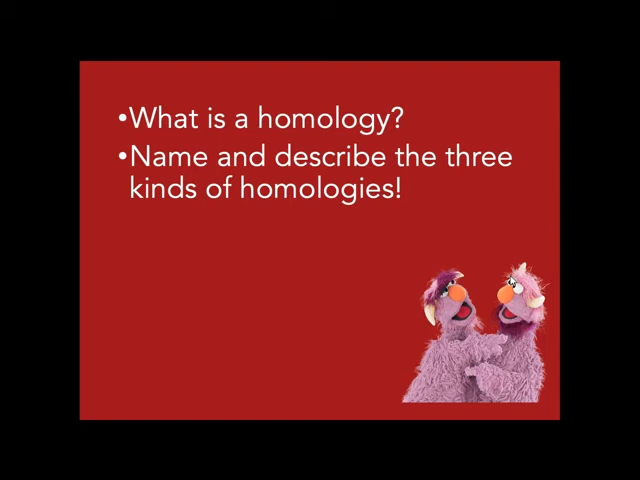 •What is a homology?
•Name and describe the three
kinds of homologies!